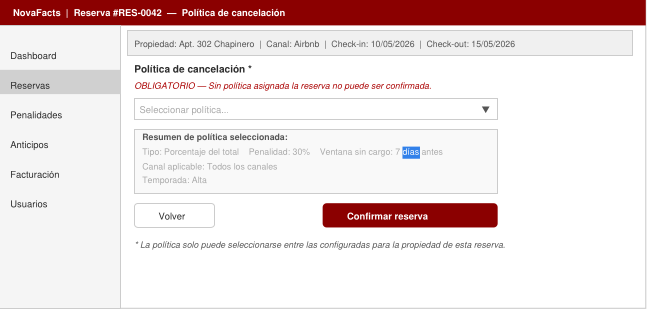 NovaFacts | Reserva #RES-0042 — Política de cancelación
Propiedad: Apt. 302 Chapinero | Canal: Airbnb | Check-in: 10/05/2026 | Check-out: 15/05/2026
Dashboard
Reservas
Penalidades
Anticipos
Facturación
Usuarios
Política de cancelación *
OBLIGATORIO — Sin política asignada la reserva no puede ser confirmada.
Seleccionar política...
Resumen de política seleccionada:
Tipo: Porcentaje del total Penalidad: 30% Ventana sin cargo: 7 días antes
Canal aplicable: Todos los canales
Temporada: Alta
Volver
Confirmar reserva
* La política solo puede seleccionarse entre las configuradas para la propiedad de esta reserva.